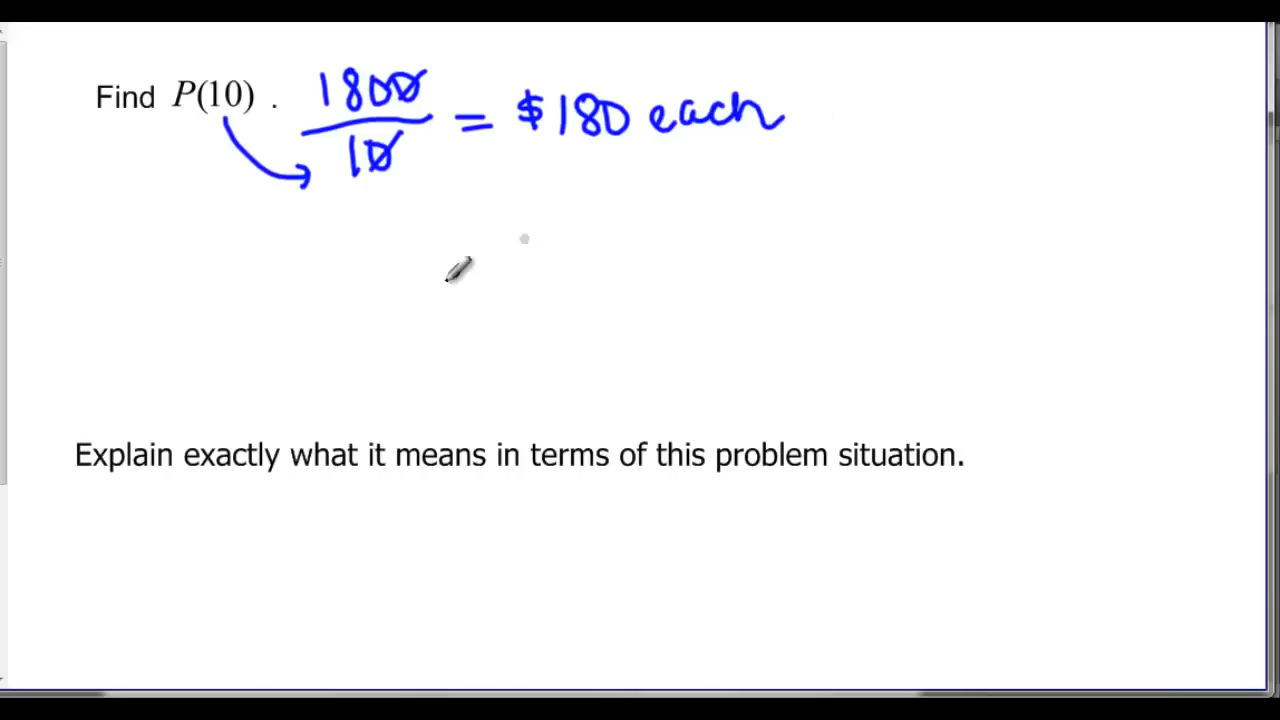 Find P(10) . 1800/10 = $180 each
Explain exactly what it means in terms of this problem situation.